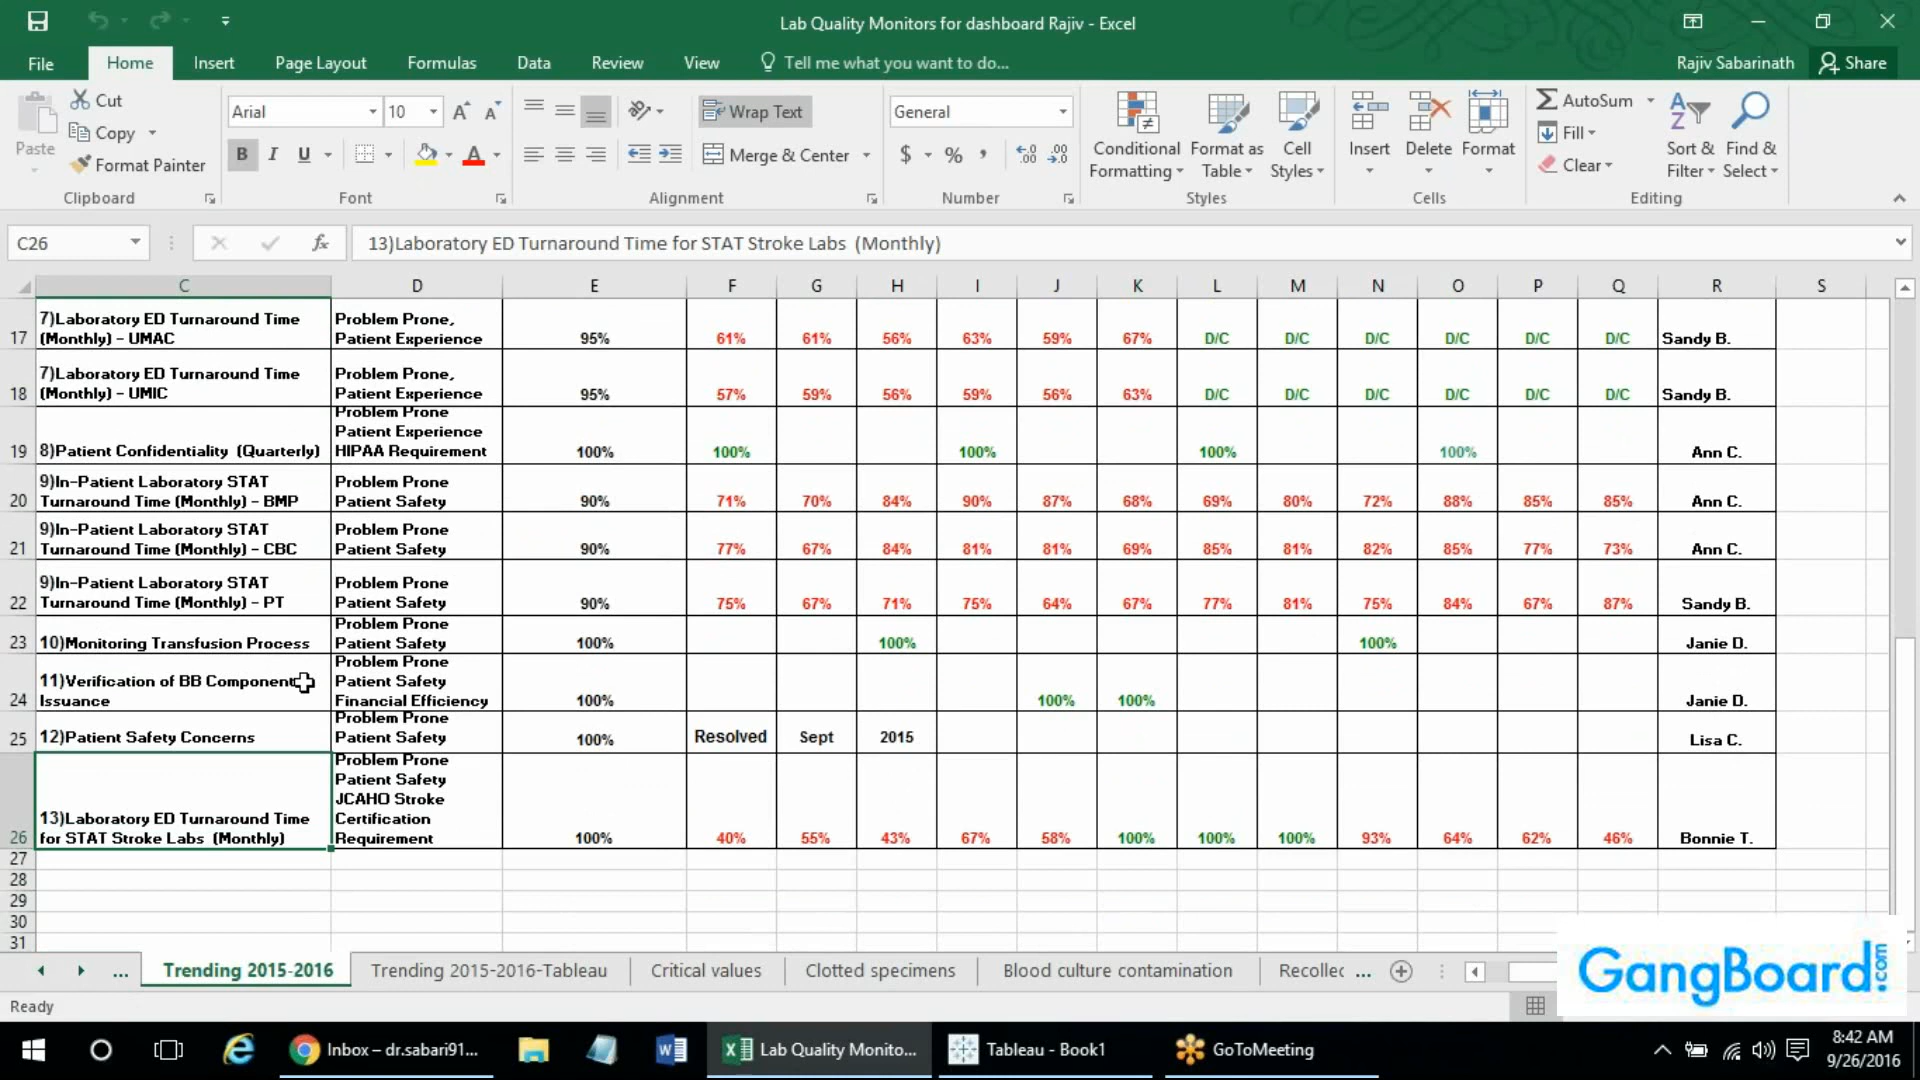 Lab Quality Monitors for dashboard Rajiv - Excel
File Home Insert Page Layout Formulas Data Review View Tell me what you want to do... Rajiv Sabarinath Share
Paste
Cut
Copy
Format Painter
Clipboard
Arial 10
B I U
Font
Wrap Text
Merge & Center
Alignment
General
$ % ,
Number
Conditional Formatting
Format as Table
Cell Styles
Styles
Insert Delete Format
Cells
AutoSum
Fill
Clear
Sort & Filter
Find & Select
Editing
C26 fx 13)Laboratory ED Turnaround Time for STAT Stroke Labs (Monthly)
C D E F G H I J K L M N O P Q R S
17 7)Laboratory ED Turnaround Time (Monthly) - UMAC Problem Prone, Patient Experience 95% 61% 61% 56% 63% 59% 67% D/C D/C D/C D/C D/C D/C Sandy B.
18 7)Laboratory ED Turnaround Time (Monthly) - UMIC Problem Prone, Patient Experience 95% 57% 59% 56% 59% 56% 63% D/C D/C D/C D/C D/C D/C Sandy B.
19 8)Patient Confidentiality (Quarterly) Problem Prone Patient Experience HIPAA Requirement 100% 100% 100% 100% 100% Ann C.
20 9)In-Patient Laboratory STAT Turnaround Time (Monthly) - BMP Problem Prone Patient Safety 90% 71% 70% 84% 90% 87% 68% 69% 80% 72% 88% 85% 85% Ann C.
21 9)In-Patient Laboratory STAT Turnaround Time (Monthly) - CBC Problem Prone Patient Safety 90% 77% 67% 84% 81% 81% 69% 85% 81% 82% 85% 77% 73% Ann C.
22 9)In-Patient Laboratory STAT Turnaround Time (Monthly) - PT Problem Prone Patient Safety 90% 75% 67% 71% 75% 64% 67% 77% 81% 75% 84% 67% 87% Sandy B.
23 10)Monitoring Transfusion Process Problem Prone Patient Safety 100% 100% 100% Janie D.
24 11)Verification of BB Component Issuance Problem Prone Patient Safety Financial Efficiency 100% 100% 100% Janie D.
25 12)Patient Safety Concerns Problem Prone Patient Safety 100% Resolved Sept 2015 Lisa C.
26 13)Laboratory ED Turnaround Time for STAT Stroke Labs (Monthly) Problem Prone Patient Safety JCAHO Stroke Certification Requirement 100% 40% 55% 43% 67% 58% 100% 100% 100% 93% 64% 62% 46% Bonnie T.
27
28
29
30
31
... Trending 2015-2016 Trending 2015-2016-Tableau Critical values Clotted specimens Blood culture contamination Recollec ...
GangBoard.com
Ready
Inbox – dr.sabari91... Lab Quality Monito... Tableau - Book1 GoToMeeting
8:42 AM
9/26/2016